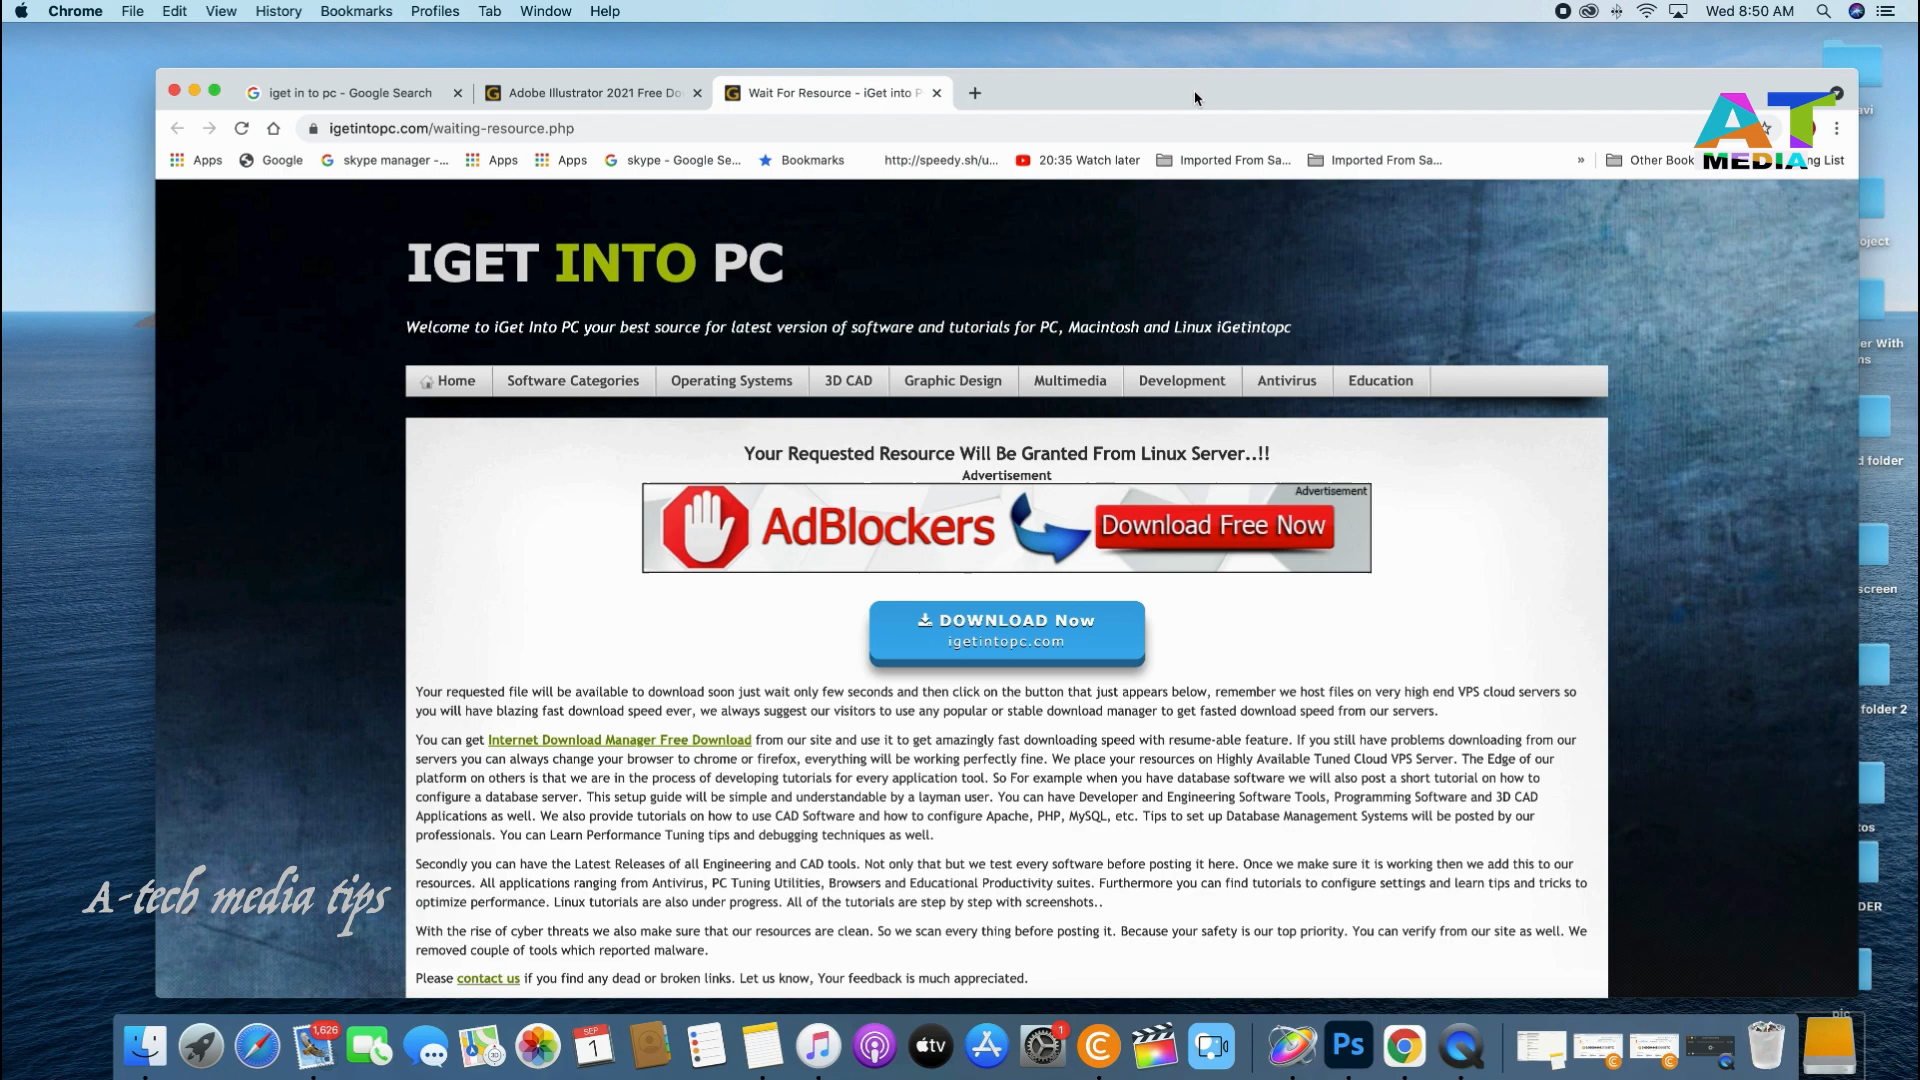 Chrome File Edit View History Bookmarks Profiles Tab Window Help Wed 8:50 AM
iget in to pc - Google Search Adobe Illustrator 2021 Free Do Wait For Resource - iGet into P
igetintopc.com/waiting-resource.php
Apps Google skype manager -... Apps Apps skype - Google Se... Bookmarks http://speedy.sh/u... 20:35 Watch later Imported From Sa... Imported From Sa... » Other Book ng List
AT
MEDIA
IGET INTO PC
Welcome to iGet Into PC your best source for latest version of software and tutorials for PC, Macintosh and Linux iGetintopc
Home Software Categories Operating Systems 3D CAD Graphic Design Multimedia Development Antivirus Education
Your Requested Resource Will Be Granted From Linux Server..!!
Advertisement
Advertisement
AdBlockers Download Free Now
DOWNLOAD Now
igetintopc.com
Your requested file will be available to download soon just wait only few seconds and then click on the button that just appears below, remember we host files on very high end VPS cloud servers so
you will have blazing fast download speed ever, we always suggest our visitors to use any popular or stable download manager to get fasted download speed from our servers.
You can get Internet Download Manager Free Download from our site and use it to get amazingly fast downloading speed with resume-able feature. If you still have problems downloading from our
servers you can always change your browser to chrome or firefox, everything will be working perfectly fine. We place your resources on Highly Available Tuned Cloud VPS Server. The Edge of our
platform on others is that we are in the process of developing tutorials for every application tool. So For example when you have database software we will also post a short tutorial on how to
configure a database server. This setup guide will be simple and understandable by a layman user. You can have Developer and Engineering Software Tools, Programming Software and 3D CAD
Applications as well. We also provide tutorials on how to use CAD Software and how to configure Apache, PHP, MySQL, etc. Tips to set up Database Management Systems will be posted by our
professionals. You can Learn Performance Tuning tips and debugging techniques as well.
Secondly you can have the Latest Releases of all Engineering and CAD tools. Not only that but we test every software before posting it here. Once we make sure it is working then we add this to our
resources. All applications ranging from Antivirus, PC Tuning Utilities, Browsers and Educational Productivity suites. Furthermore you can find tutorials to configure settings and learn tips and tricks to
optimize performance. Linux tutorials are also under progress. All of the tutorials are step by step with screenshots..
With the rise of cyber threats we also make sure that our resources are clean. So we scan every thing before posting it. Because your safety is our top priority. You can verify from our site as well. We
removed couple of tools which reported malware.
Please contact us if you find any dead or broken links. Let us know, Your feedback is much appreciated.
A-tech media tips
avi
oject
er With
ns
d folder
screen
folder 2
tos
DER
pic
1,626
SEP
1
tv
1
Ps